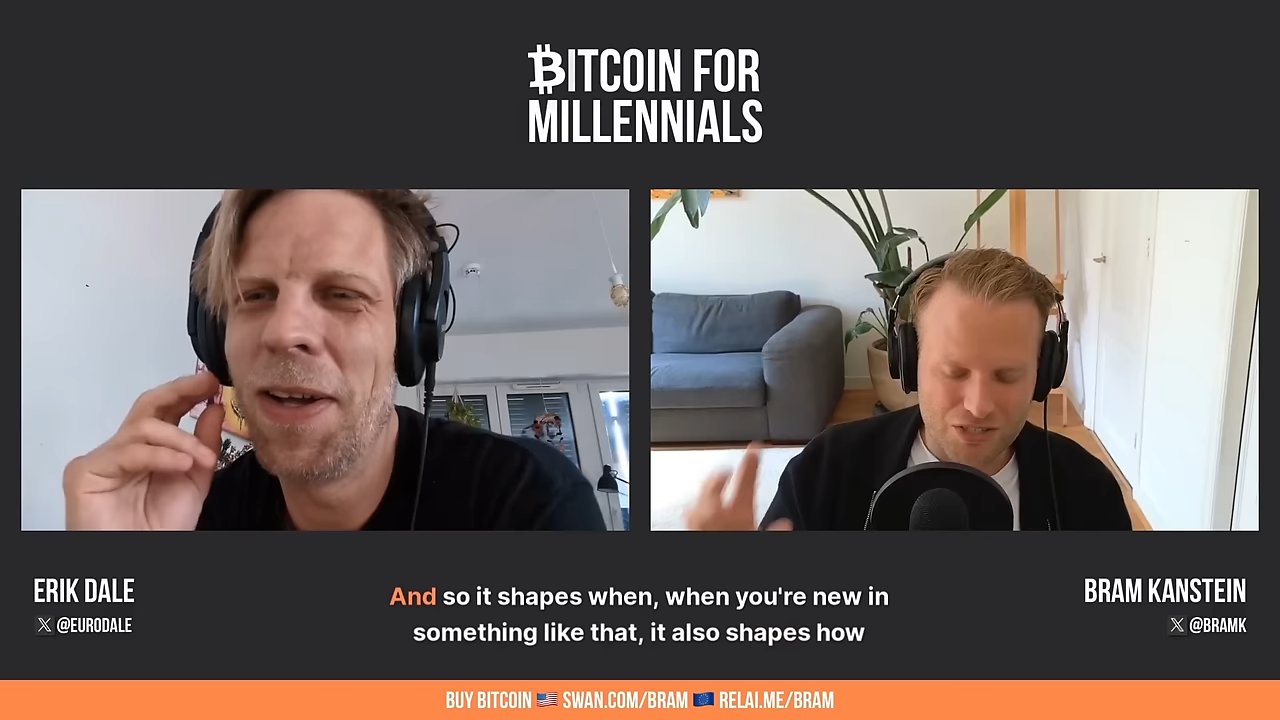 ₿ITCOIN FOR
MILLENNIALS
ERIK DALE
𝕏 @EURODALE
And so it shapes when, when you're new in
something like that, it also shapes how
BRAM KANSTEIN
𝕏 @BRAMK
BUY BITCOIN 🇺🇸 SWAN.COM/BRAM 🇪🇺 RELAI.ME/BRAM